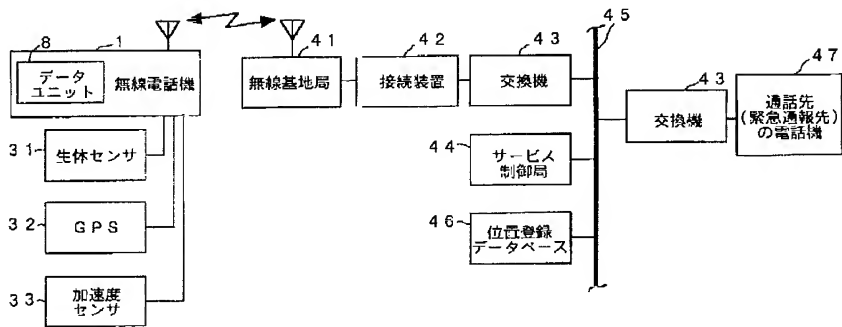 8
1
データ
ユニット
無線電話機
31
生体センサ
32
GPS
33
加速度
センサ
41
無線基地局
42
接続装置
43
交換機
44
サービス
制御局
46
位置登録
データベース
45
43
交換機
47
通話先
(緊急通報先)
の電話機